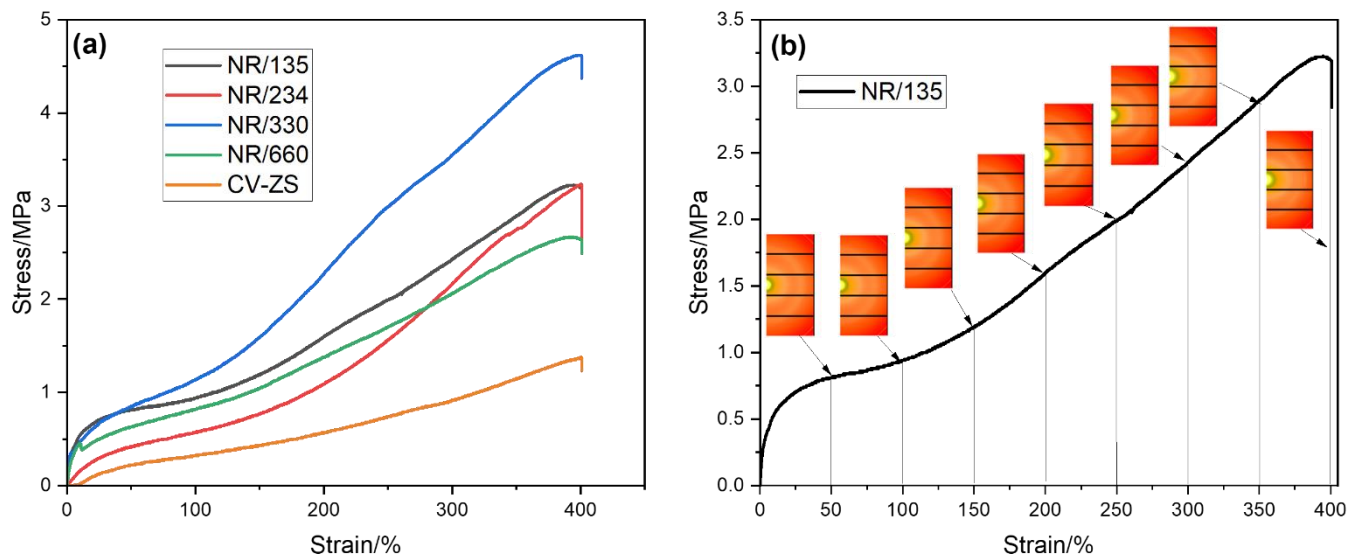 (a)
NR/135
NR/234
NR/330
NR/660
CV-ZS
5
4
3
2
1
0
Stress/MPa
0 100 200 300 400
Strain/%
(b)
NR/135
3.5
3.0
2.5
2.0
1.5
1.0
0.5
0.0
Stress/MPa
0 50 100 150 200 250 300 350 400
Strain/%